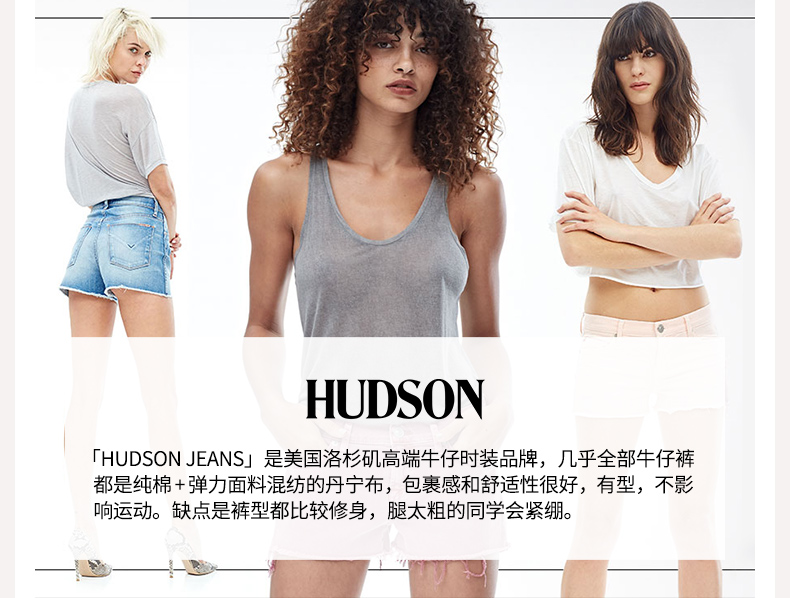 HUDSON
「HUDSON JEANS」是美国洛杉矶高端牛仔时装品牌，几乎全部牛仔裤
都是纯棉+弹力面料混纺的丹宁布，包裹感和舒适性很好，有型，不影
响运动。缺点是裤型都比较修身，腿太粗的同学会紧绷。